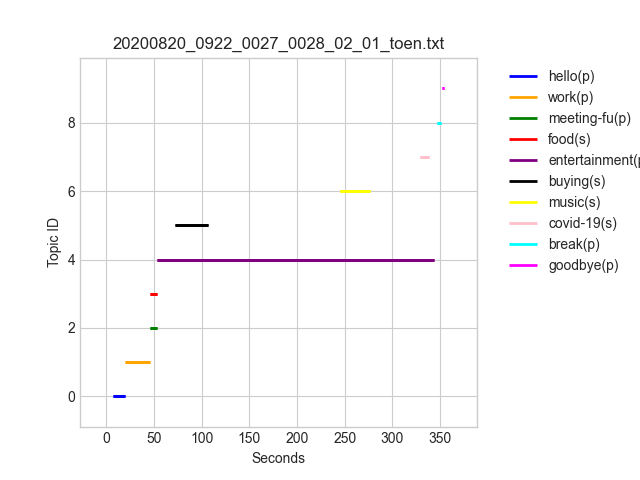 20200820_0922_0027_0028_02_01_toen.txt
hello(p)
work(p)
meeting-fu(p)
food(s)
entertainment(p
buying(s)
music(s)
covid-19(s)
break(p)
goodbye(p)
8
6
4
2
0
Topic ID
0 50 100 150 200 250 300 350
Seconds